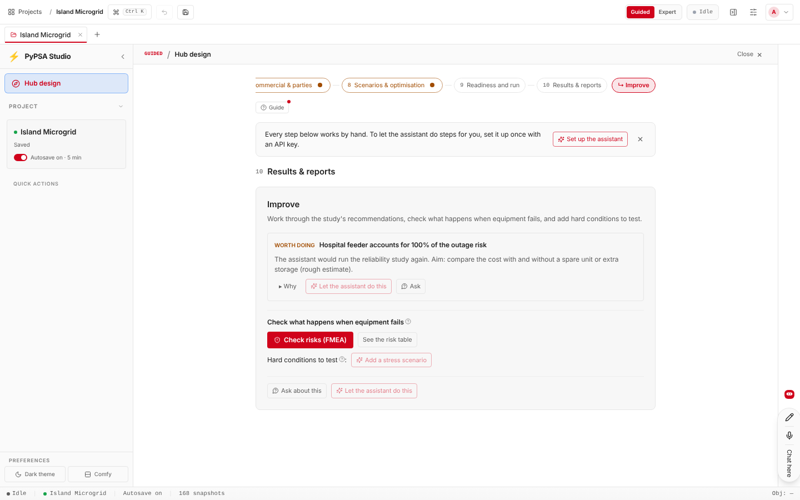 Projects / Island Microgrid Ctrl K Guided Expert Idle A
Island Microgrid
PyPSA Studio
GUIDED / Hub design Close
Hub design
PROJECT
Island Microgrid
Saved
Autosave on · 5 min
QUICK ACTIONS
ommercial & parties
8 Scenarios & optimisation
9 Readiness and run
10 Results & reports
Improve
Guide
Every step below works by hand. To let the assistant do steps for you, set it up once with
an API key.
Set up the assistant
10 Results & reports
Improve
Work through the study's recommendations, check what happens when equipment fails, and add hard conditions to test.
WORTH DOING Hospital feeder accounts for 100% of the outage risk
The assistant would run the reliability study again. Aim: compare the cost with and without a spare unit or extra
storage (rough estimate).
Why Let the assistant do this Ask
Check what happens when equipment fails
Check risks (FMEA) See the risk table
Hard conditions to test : Add a stress scenario
Ask about this Let the assistant do this
Chat here
PREFERENCES
Dark theme Comfy
Idle Island Microgrid Autosave on 168 snapshots Obj: —